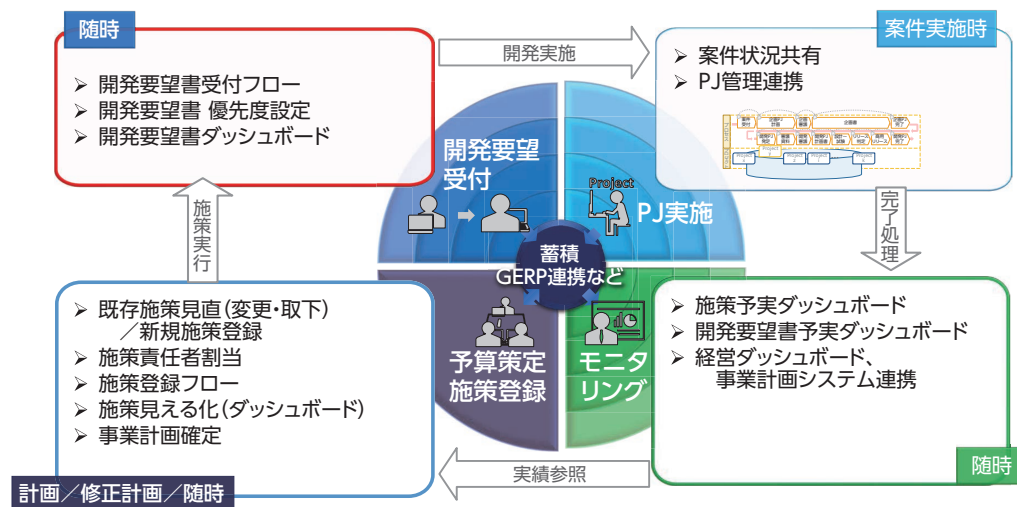 随時
➢ 開発要望書受付フロー
➢ 開発要望書 優先度設定
➢ 開発要望書ダッシュボード
開発実施
案件実施時
➢ 案件状況共有
➢ PJ管理連携
案件
受付
企画書
Project
Project
Project
開発要望
受付
Project
PJ実施
蓄積
GERP連携など
予算策定
施策登録
モニタ
リング
施策実行
完了処理
➢ 既存施策見直(変更・取下)
／新規施策登録
➢ 施策責任者割当
➢ 施策登録フロー
➢ 施策見える化(ダッシュボード)
➢ 事業計画確定
計画／修正計画／随時
➢ 施策予実ダッシュボード
➢ 開発要望書予実ダッシュボード
➢ 経営ダッシュボード、
事業計画システム連携
随時
実績参照